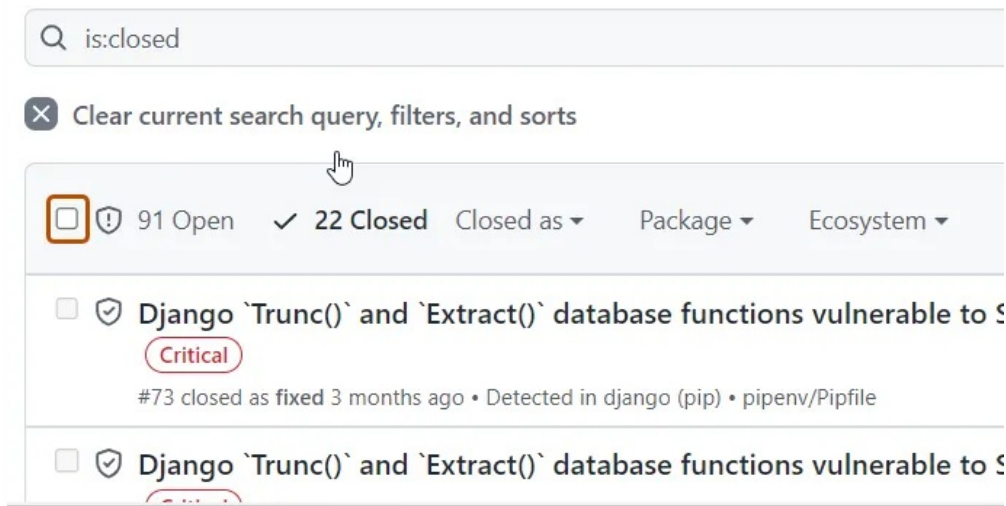 is:closed
Clear current search query, filters, and sorts
91 Open 22 Closed Closed as Package Ecosystem
Django `Trunc()` and `Extract()` database functions vulnerable to S
Critical
#73 closed as fixed 3 months ago • Detected in django (pip) • pipenv/Pipfile
Django `Trunc()` and `Extract()` database functions vulnerable to S